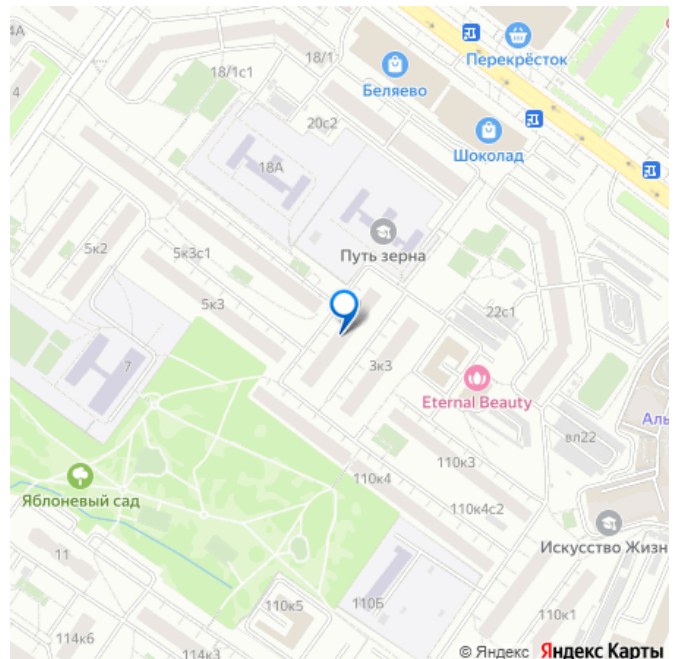 4А
4
18/1
18/1с1
Перекрёсток
Беляево
20с2
Шоколад
18А
Путь зерна
5к2
5к3с1
5к3
22с1
3к3
7
Eternal Beauty
Аль
вл22
110к3
110к4
110к4с2
Яблоневый сад
Искусство Жизн
11
110Б
110к5
110к1
114к6
114к3
© Яндекс Яндекс Карты